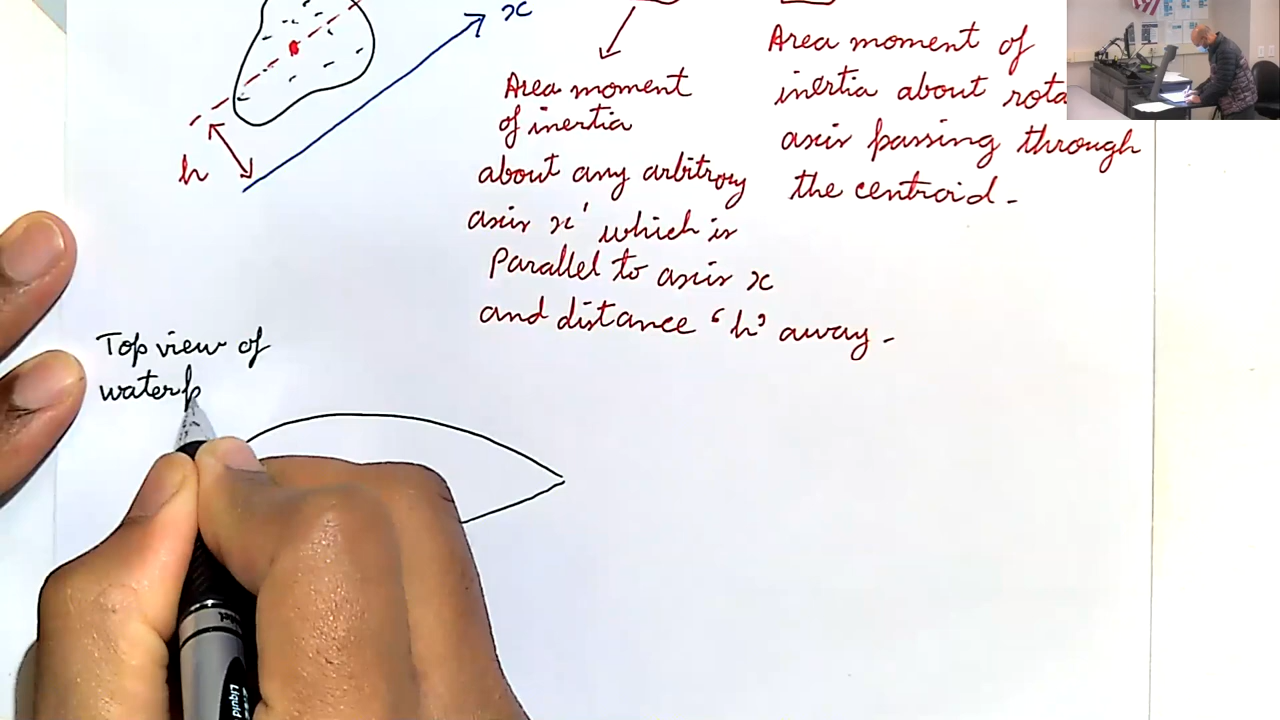 x
h
Area moment
of inertia
about any arbitrary
axis x' which is
Parallel to axis x
and distance 'h' away.
Area moment of
inertia about
axis passing through
the centroid.
Top view of
waterp
Liquid